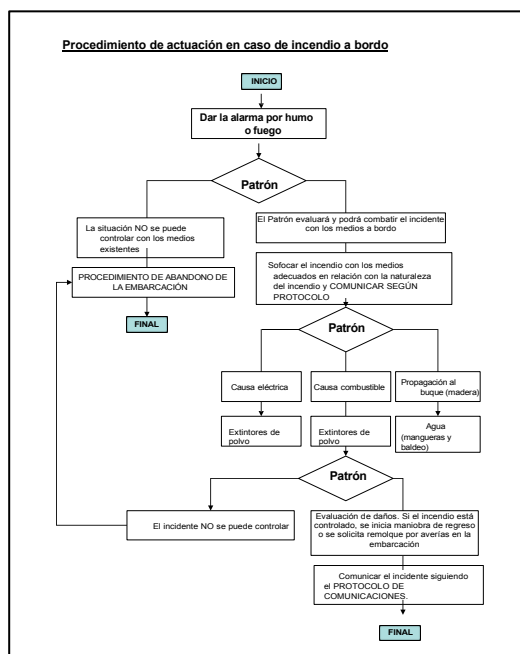 Procedimiento de actuación en caso de incendio a bordo
INICIO
Dar la alarma por humo
o fuego
Patrón
La situación NO se puede
controlar con los medios
existentes
El Patrón evaluará y podrá combatir el incidente
con los medios a bordo
PROCEDIMIENTO DE ABANDONO DE
LA EMBARCACIÓN
Sofocar el incendio con los medios
adecuados en relación con la naturaleza
del incendio y COMUNICAR SEGÚN
PROTOCOLO
FINAL
Patrón
Causa eléctrica
Causa combustible
Propagación al
buque (madera)
Extintores de
polvo
Extintores
de polvo
Agua
(mangueras y
baldeo)
Patrón
El incidente NO se puede controlar
Evaluación de daños. Si el incendio está
controlado, se inicia maniobra de regreso
o se solicita remolque por averías en la
embarcación
Comunicar el incidente siguiendo
el PROTOCOLO DE
COMUNICACIONES.
FINAL